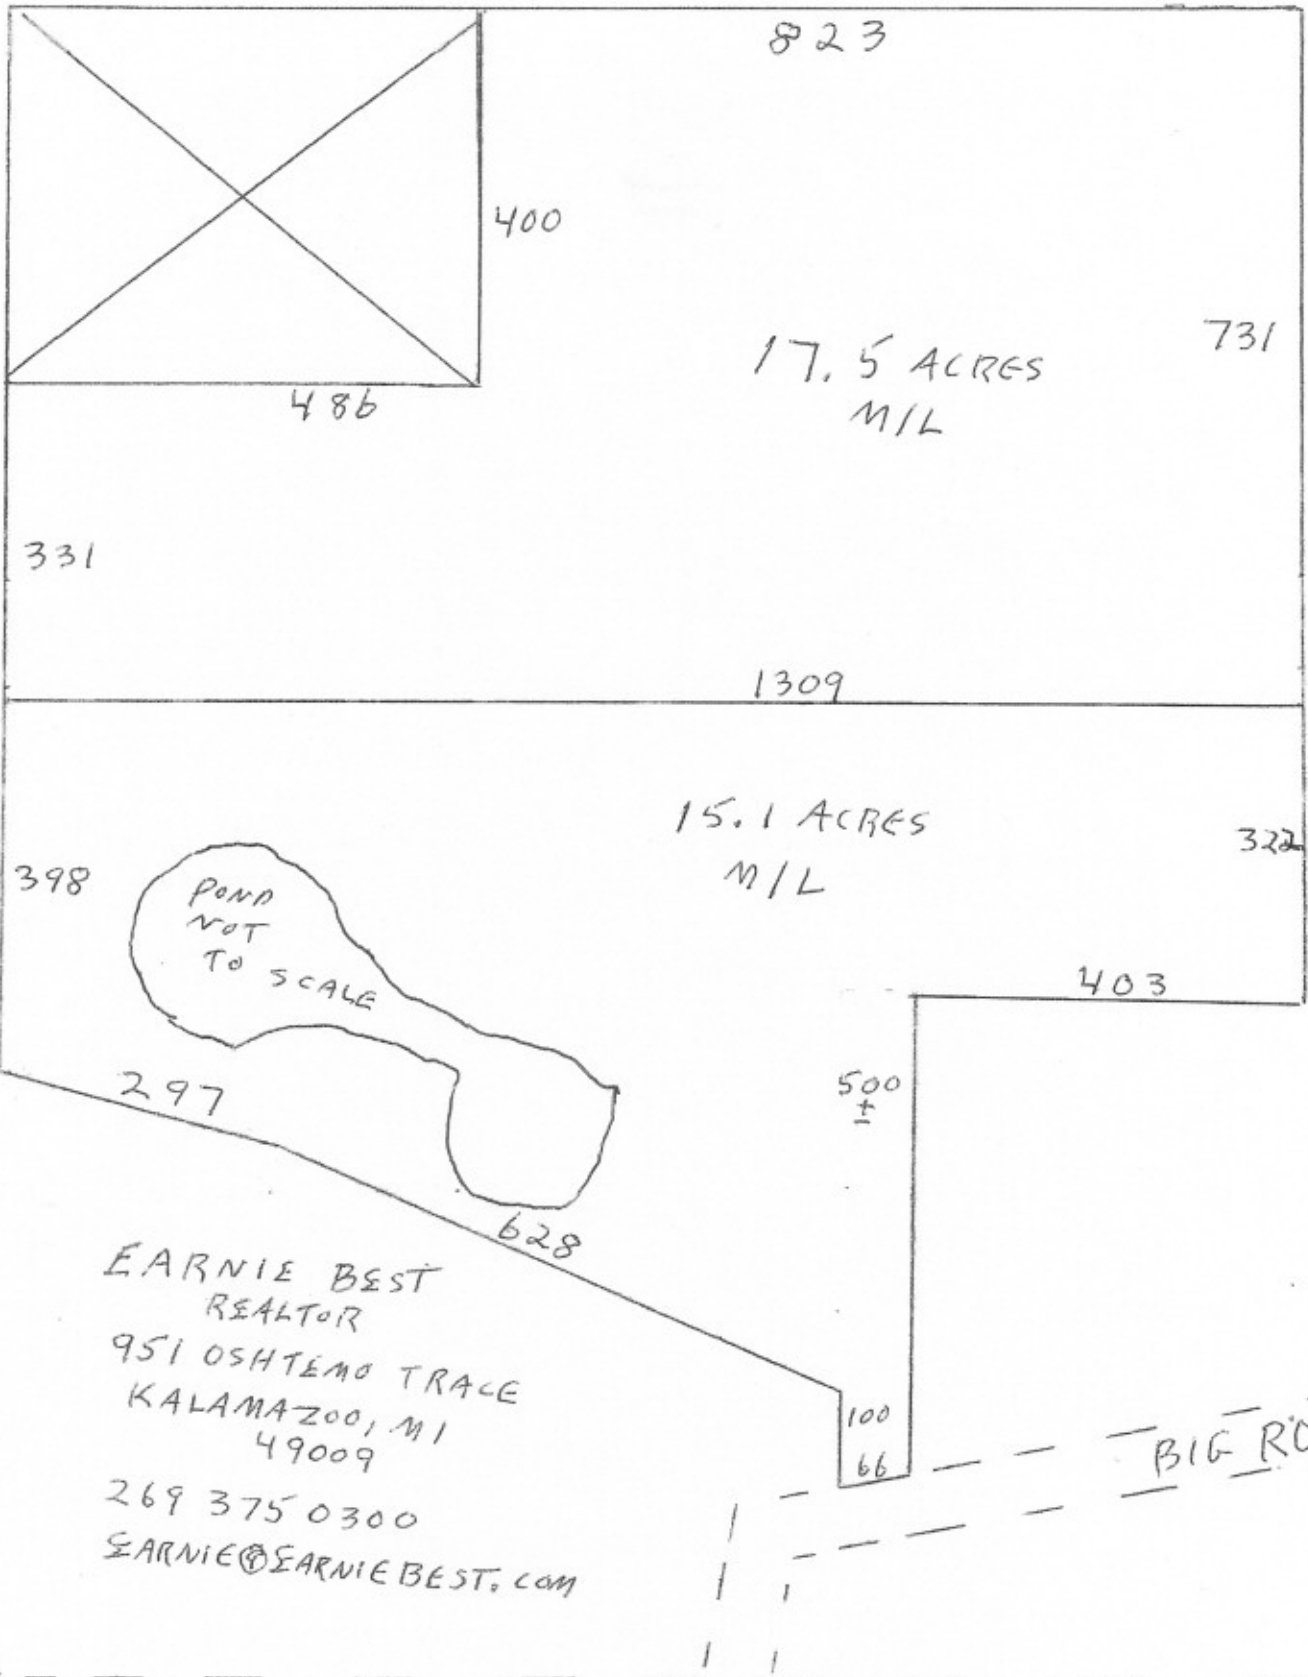 823
400
17.5 ACRES
M/L
731
486
331
1309
15.1 ACRES
M/L
322
398
POND
NOT
TO SCALE
403
500
±
297
628
EARNIE BEST
REALTOR
951 OSHTEMO TRACE
KALAMAZOO, MI
49009
269 375 0300
EARNIE@EARNIEBEST.COM
100
66
BIG RO